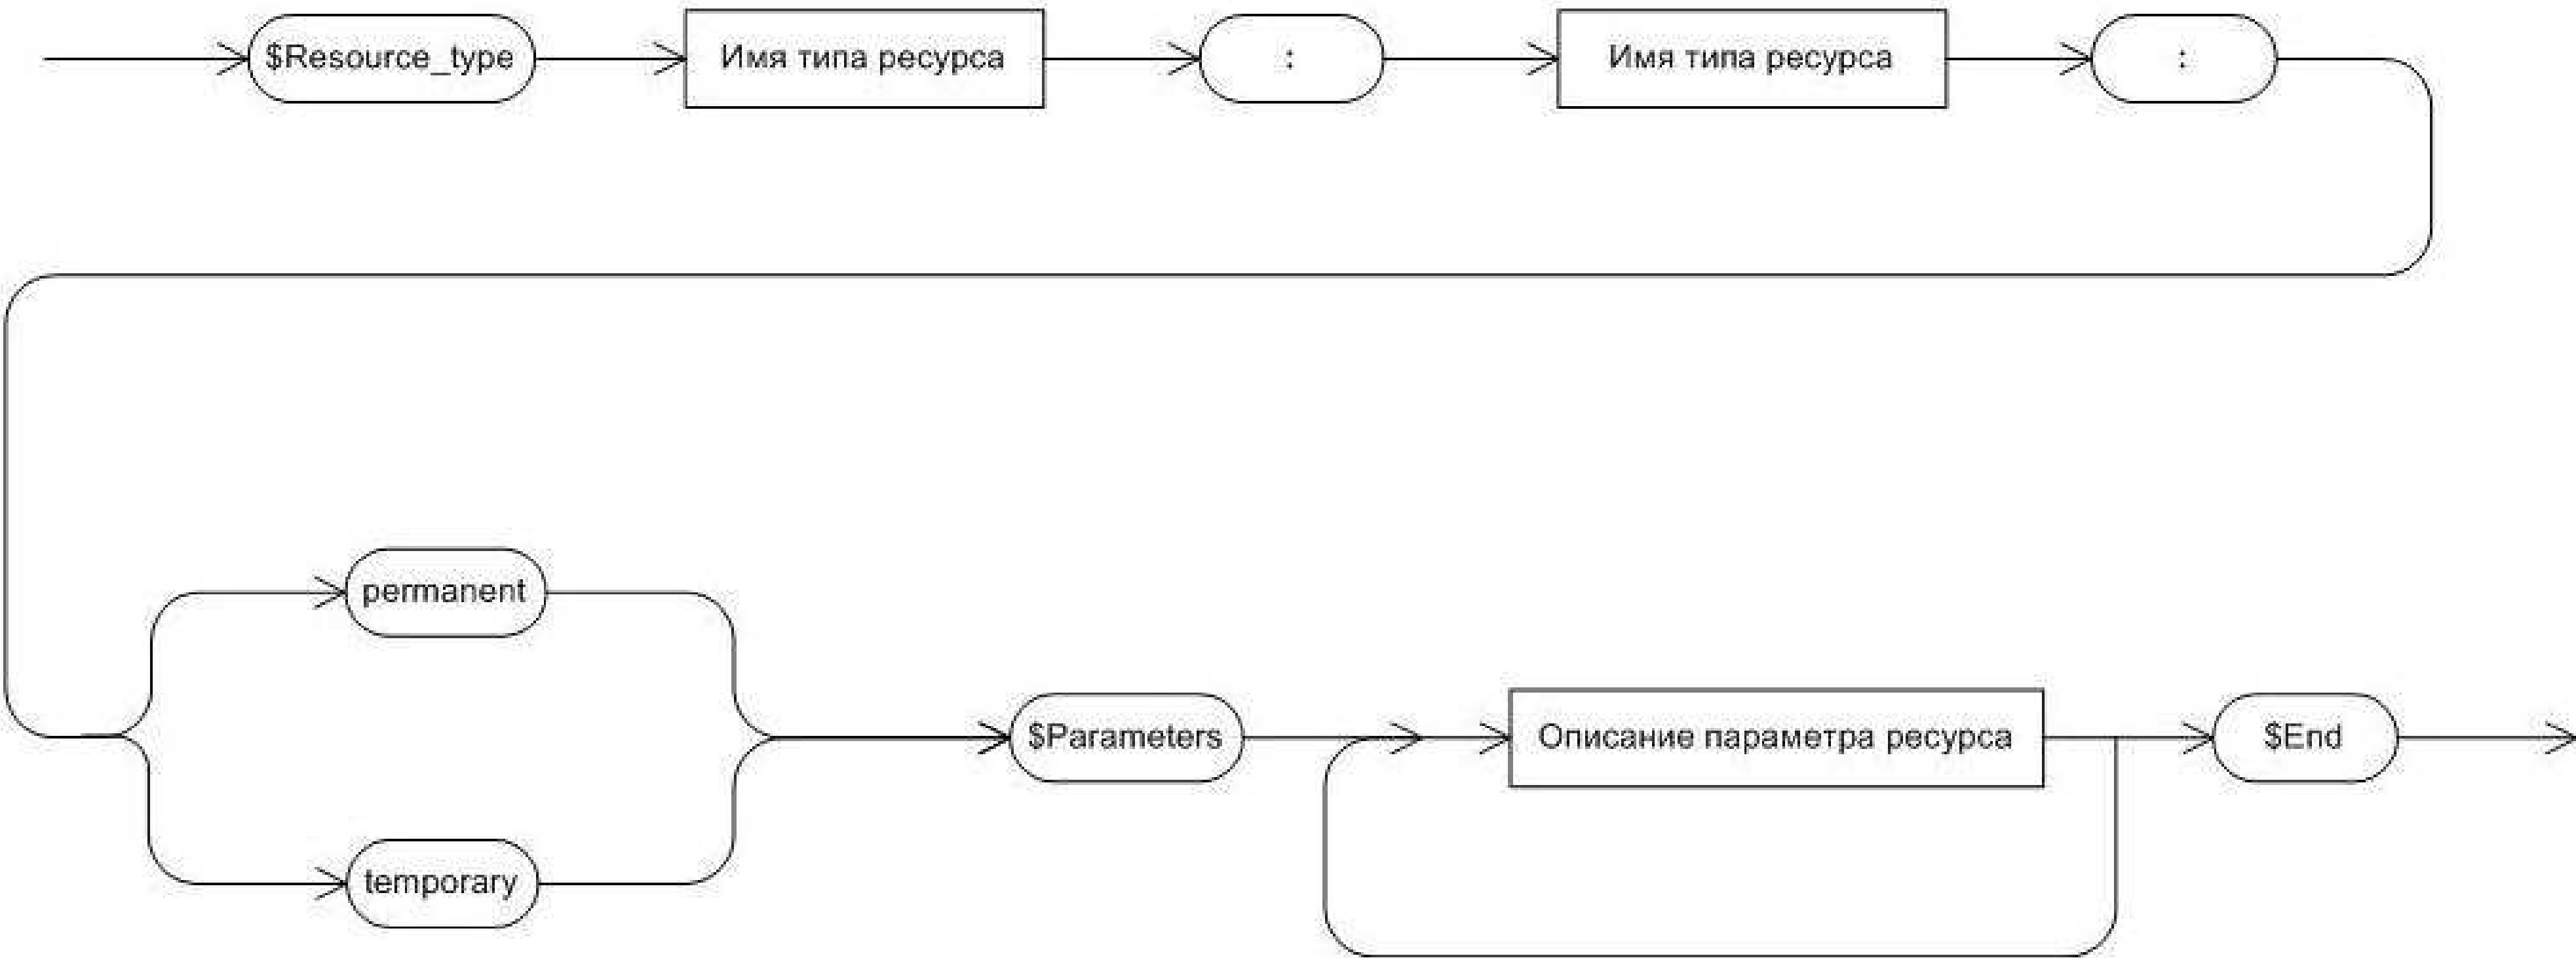 $Resource_type
Имя типа ресурса
:
Имя типа ресурса
:
permanent
temporary
$Parameters
Описание параметра ресурса
$End